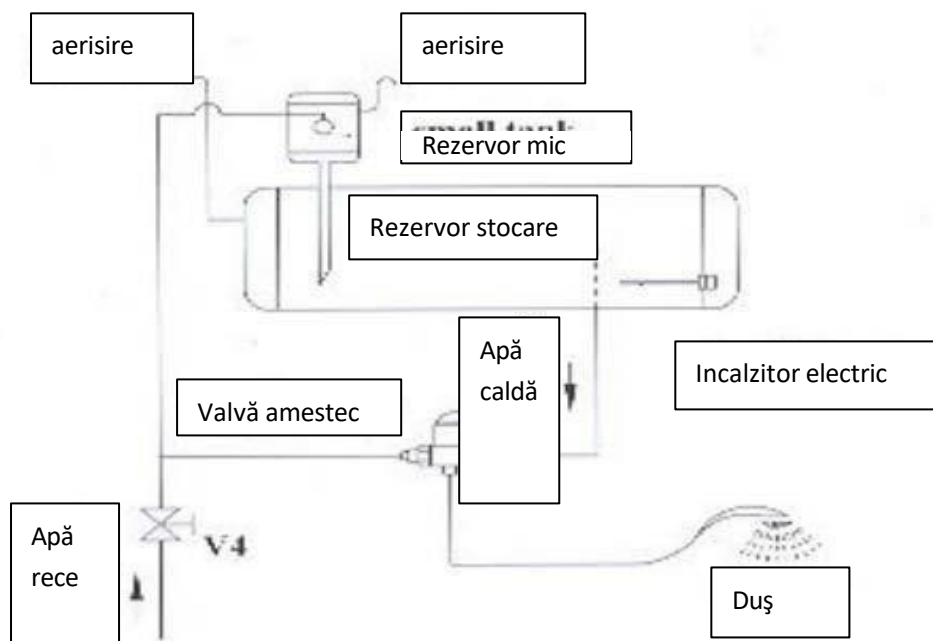 aerisire
aerisire
Rezervor mic
Rezervor stocare
Apă
caldă
Incalzitor electric
Valvă amestec
Apă
rece
V4
Duş